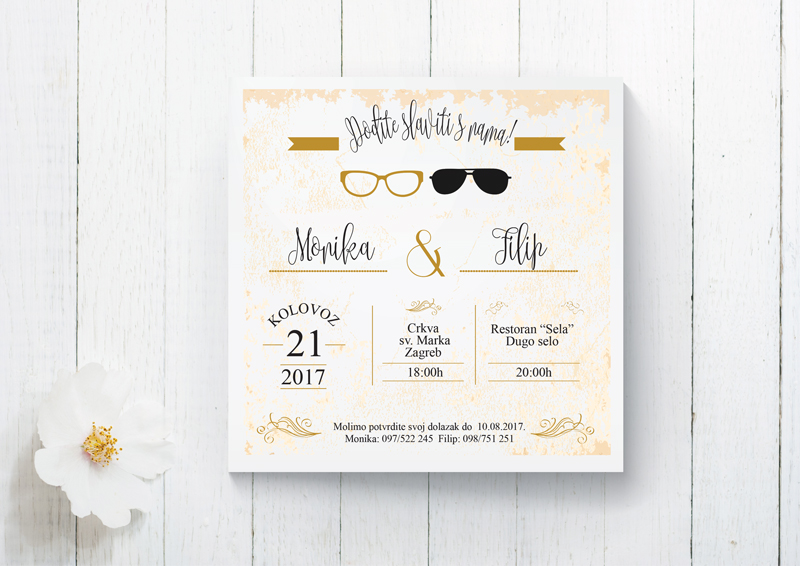 Dođite slaviti s nama!
Monika & Filip
KOLOVOZ
21
2017
Crkva
sv. Marka
Zagreb
18:00h
Restoran “Sela”
Dugo selo
20:00h
Molimo potvrdite svoj dolazak do 10.08.2017.
Monika: 097/522 245 Filip: 098/751 251